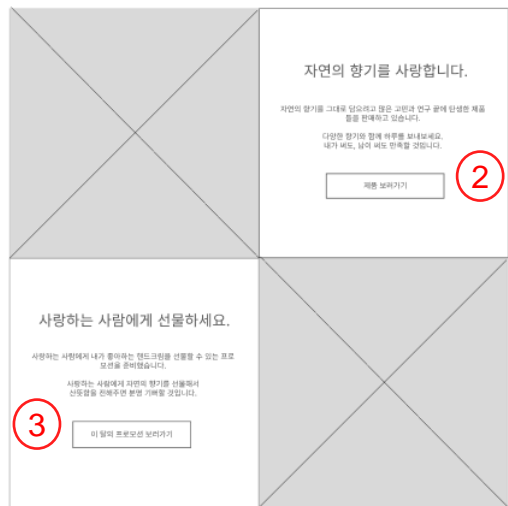 자연의 향기를 사랑합니다.
자연의 향기를 그대로 담으려고 많은 고민과 연구 끝에 탄생한 제품
들을 판매하고 있습니다.
다양한 향기와 함께 하루를 보내보세요.
내가 써도, 남이 써도 만족할 것입니다.
제품 보러가기
2
사랑하는 사람에게 선물하세요.
사랑하는 사람에게 내가 좋아하는 핸드크림을 선물할 수 있는 프로
모션을 준비했습니다.
사랑하는 사람에게 자연의 향기를 선물해서
산뜻함을 전해주면 분명 기뻐할 것입니다.
3
이 달의 프로모션 보러가기